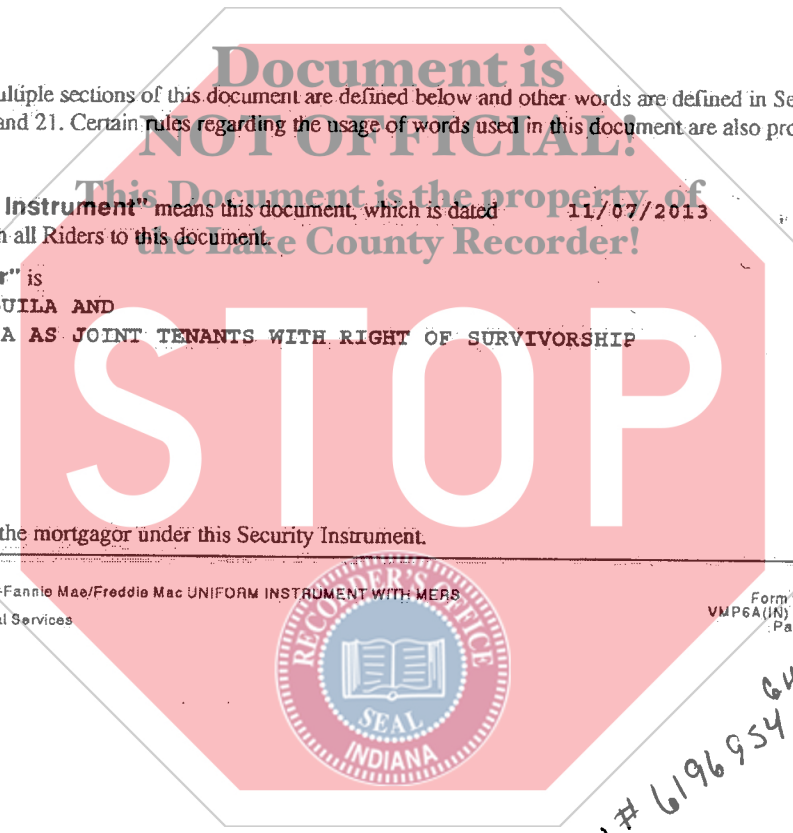 Document is
ultiple sections of this document are defined below and other words are defined in Se
and 21. Certain rules regarding the usage of words used in this document are also pro
NOT OFFICIAL!
This Document is the property of
Instrument" means this document, which is dated 11/07/2013
the Lake County Recorder!
all Riders to this document.
r" is
UILA AND
A AS JOINT TENANTS WITH RIGHT OF SURVIVORSHIP
STOP
the mortgagor under this Security Instrument.
-Fannie Mae/Freddie Mac UNIFORM INSTRUMENT WITH MERS
Form
al Services
VMP6A(IN)
Pa
RECORDER'S OFFICE
SEAL
INDIANA
# 6196954